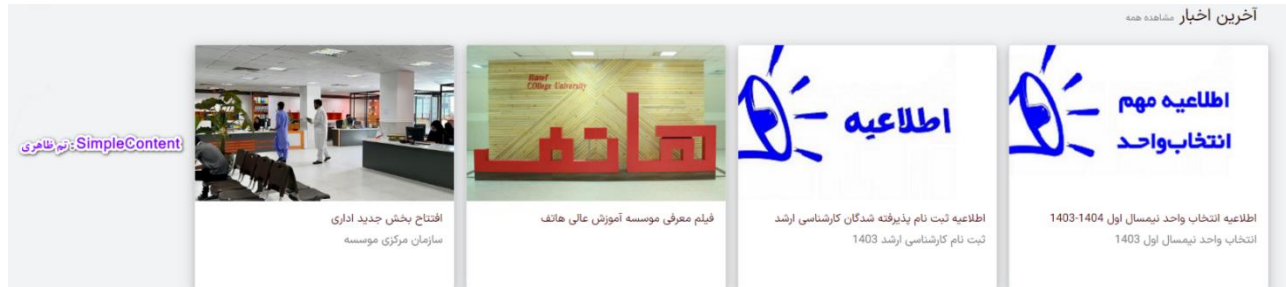 آخرین اخبار مشاهده همه
اطلاعیه مهم
انتخاب‌واحد
اطلاعیه انتخاب واحد نیمسال اول 1404-1403
انتخاب واحد نیمسال اول 1403
اطلاعیه
اطلاعیه ثبت نام پذیرفته شدگان کارشناسی ارشد
ثبت نام کارشناسی ارشد 1403
Hatef
COllege University
هاتف
فیلم معرفی موسسه آموزش عالی هاتف
افتتاح بخش جدید اداری
سازمان مرکزی موسسه
SimpleContent: تم ظاهری